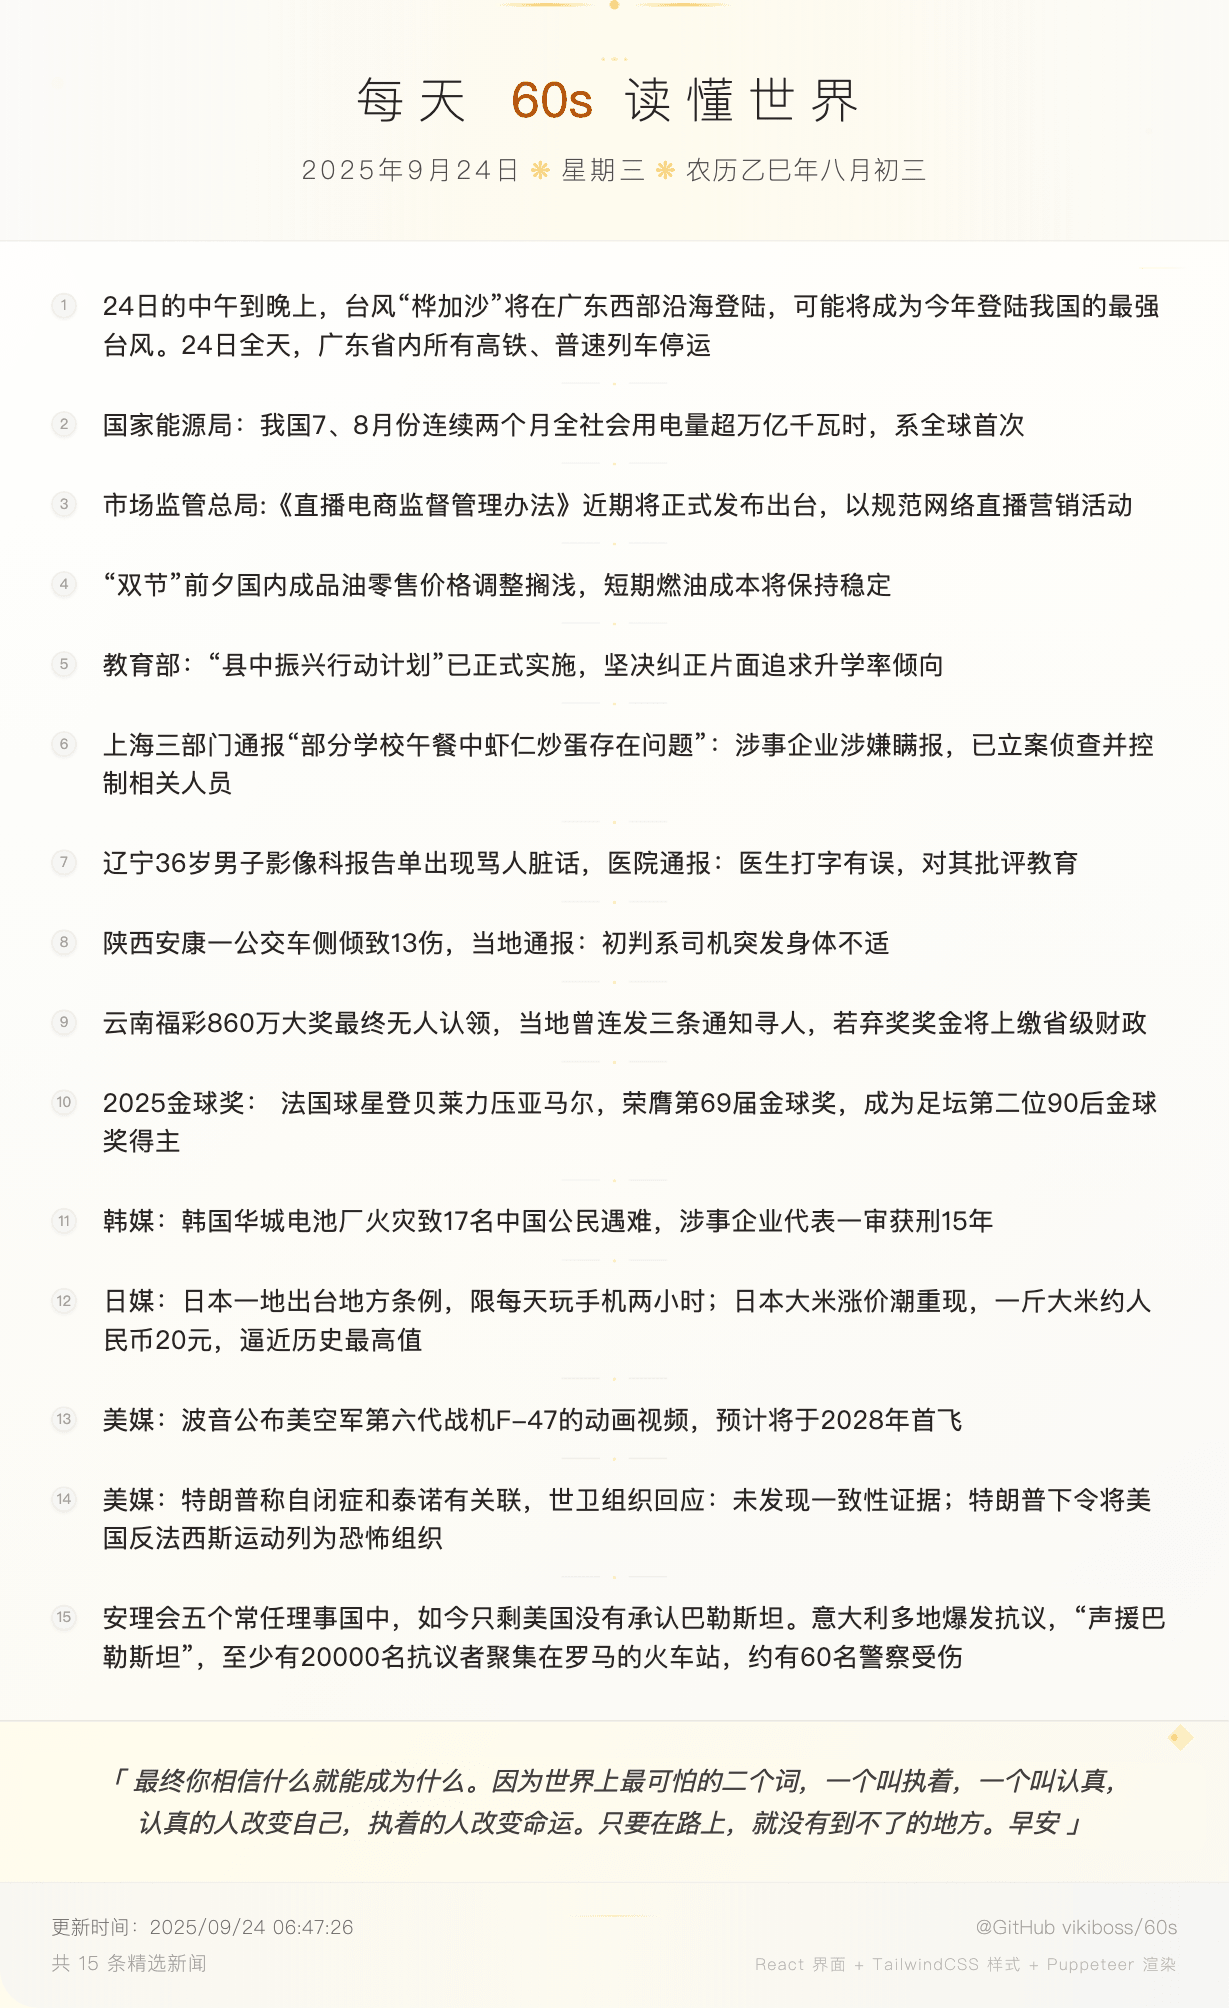 每天 60s 读懂世界
2025年9月24日 ❋ 星期三 ❋ 农历乙巳年八月初三
1 24日的中午到晚上，台风“桦加沙”将在广东西部沿海登陆，可能将成为今年登陆我国的最强
台风。24日全天，广东省内所有高铁、普速列车停运
2 国家能源局：我国7、8月份连续两个月全社会用电量超万亿千瓦时，系全球首次
3 市场监管总局:《直播电商监督管理办法》近期将正式发布出台，以规范网络直播营销活动
4 “双节”前夕国内成品油零售价格调整搁浅，短期燃油成本将保持稳定
5 教育部：“县中振兴行动计划”已正式实施，坚决纠正片面追求升学率倾向
6 上海三部门通报“部分学校午餐中虾仁炒蛋存在问题”：涉事企业涉嫌瞒报，已立案侦查并控
制相关人员
7 辽宁36岁男子影像科报告单出现骂人脏话，医院通报：医生打字有误，对其批评教育
8 陕西安康一公交车侧倾致13伤，当地通报：初判系司机突发身体不适
9 云南福彩860万大奖最终无人认领，当地曾连发三条通知寻人，若弃奖奖金将上缴省级财政
10 2025金球奖： 法国球星登贝莱力压亚马尔，荣膺第69届金球奖，成为足坛第二位90后金球
奖得主
11 韩媒：韩国华城电池厂火灾致17名中国公民遇难，涉事企业代表一审获刑15年
12 日媒：日本一地出台地方条例，限每天玩手机两小时；日本大米涨价潮重现，一斤大米约人
民币20元，逼近历史最高值
13 美媒：波音公布美空军第六代战机F-47的动画视频，预计将于2028年首飞
14 美媒：特朗普称自闭症和泰诺有关联，世卫组织回应：未发现一致性证据；特朗普下令将美
国反法西斯运动列为恐怖组织
15 安理会五个常任理事国中，如今只剩美国没有承认巴勒斯坦。意大利多地爆发抗议，“声援巴
勒斯坦”，至少有20000名抗议者聚集在罗马的火车站，约有60名警察受伤
「 最终你相信什么就能成为什么。因为世界上最可怕的二个词，一个叫执着，一个叫认真，
认真的人改变自己，执着的人改变命运。只要在路上，就没有到不了的地方。早安 」
更新时间：2025/09/24 06:47:26
@GitHub vikiboss/60s
共 15 条精选新闻
React 界面 + TailwindCSS 样式 + Puppeteer 渲染